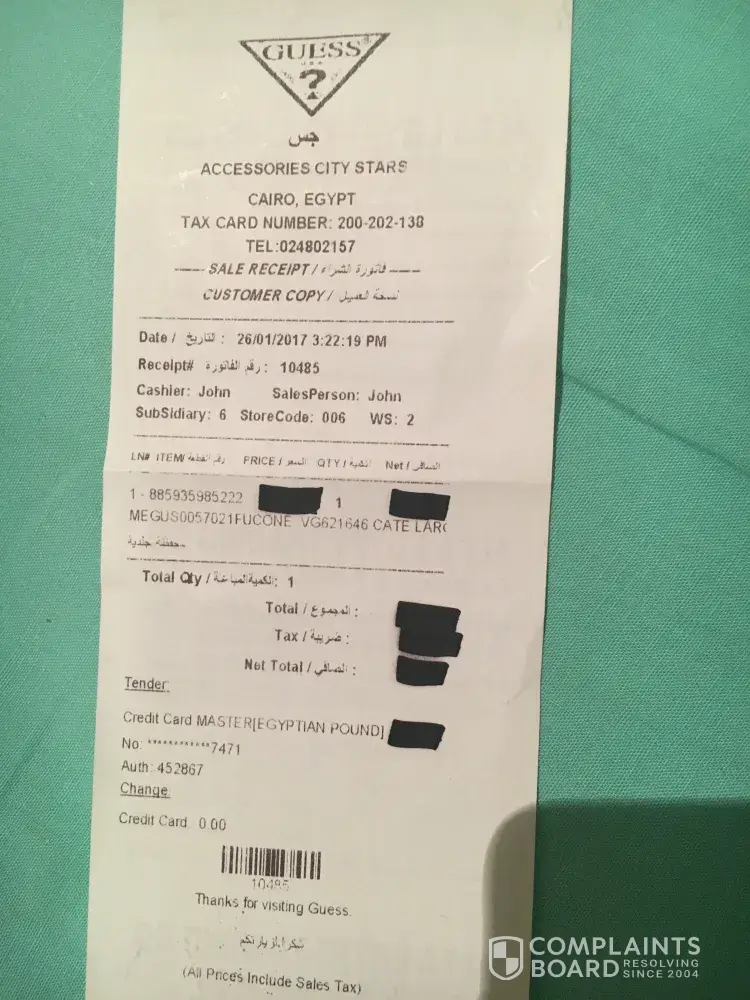 GUESS
?
جس
ACCESSORIES CITY STARS
CAIRO, EGYPT
TAX CARD NUMBER: 200-202-138
TEL:024802157
SALE RECEIPT / فاتورة الشراء
CUSTOMER COPY / نسخة العميل
Date / التاريخ : 26/01/2017 3:22:19 PM
Receipt# رقم الفاتورة : 10485
Cashier: John SalesPerson: John
SubSidiary: 6 StoreCode: 006 WS: 2
LN# ITEM/ رقم القطعة PRICE / السعر QTY / الكمية Net / الصافي
1 - 885935985222 1
MEGUS0057021FUCONE VG621646 CATE LARG
محفظة جلدية
Total Qty / الكمية المباعة: 1
Total / المجموع :
Tax / ضريبة :
Net Total / الصافي :
Tender:
Credit Card MASTER[EGYPTIAN POUND]
No: ************7471
Auth: 452867
Change:
Credit Card: 0.00
10485
Thanks for visiting Guess.
شكرا لزيارتكم
(All Prices Include Sales Tax)
COMPLAINTS
BOARD RESOLVING
SINCE 2004